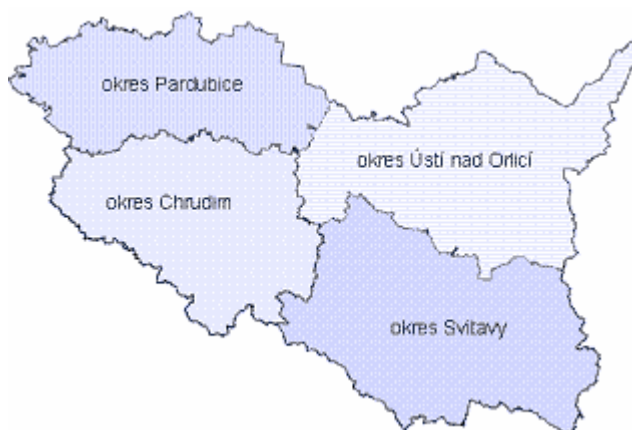 okres Pardubice
okres Ústí nad Orlicí
okres Chrudim
okres Svitavy